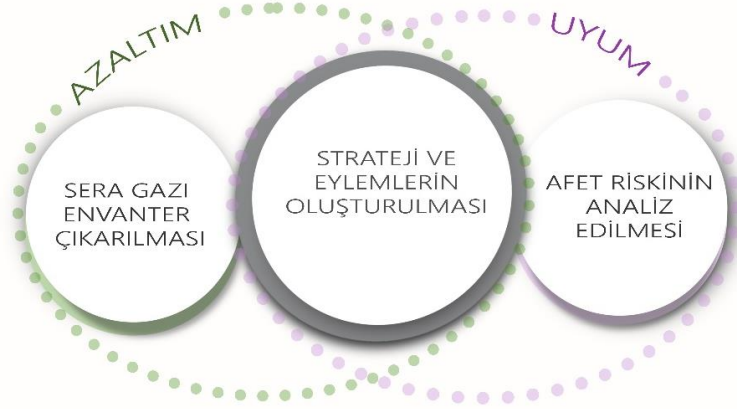 AZALTIM
UYUM
SERA GAZI
ENVANTER
ÇIKARILMASI
STRATEJİ VE
EYLEMLERİN
OLUŞTURULMASI
AFET RİSKİNİN
ANALİZ
EDİLMESİ